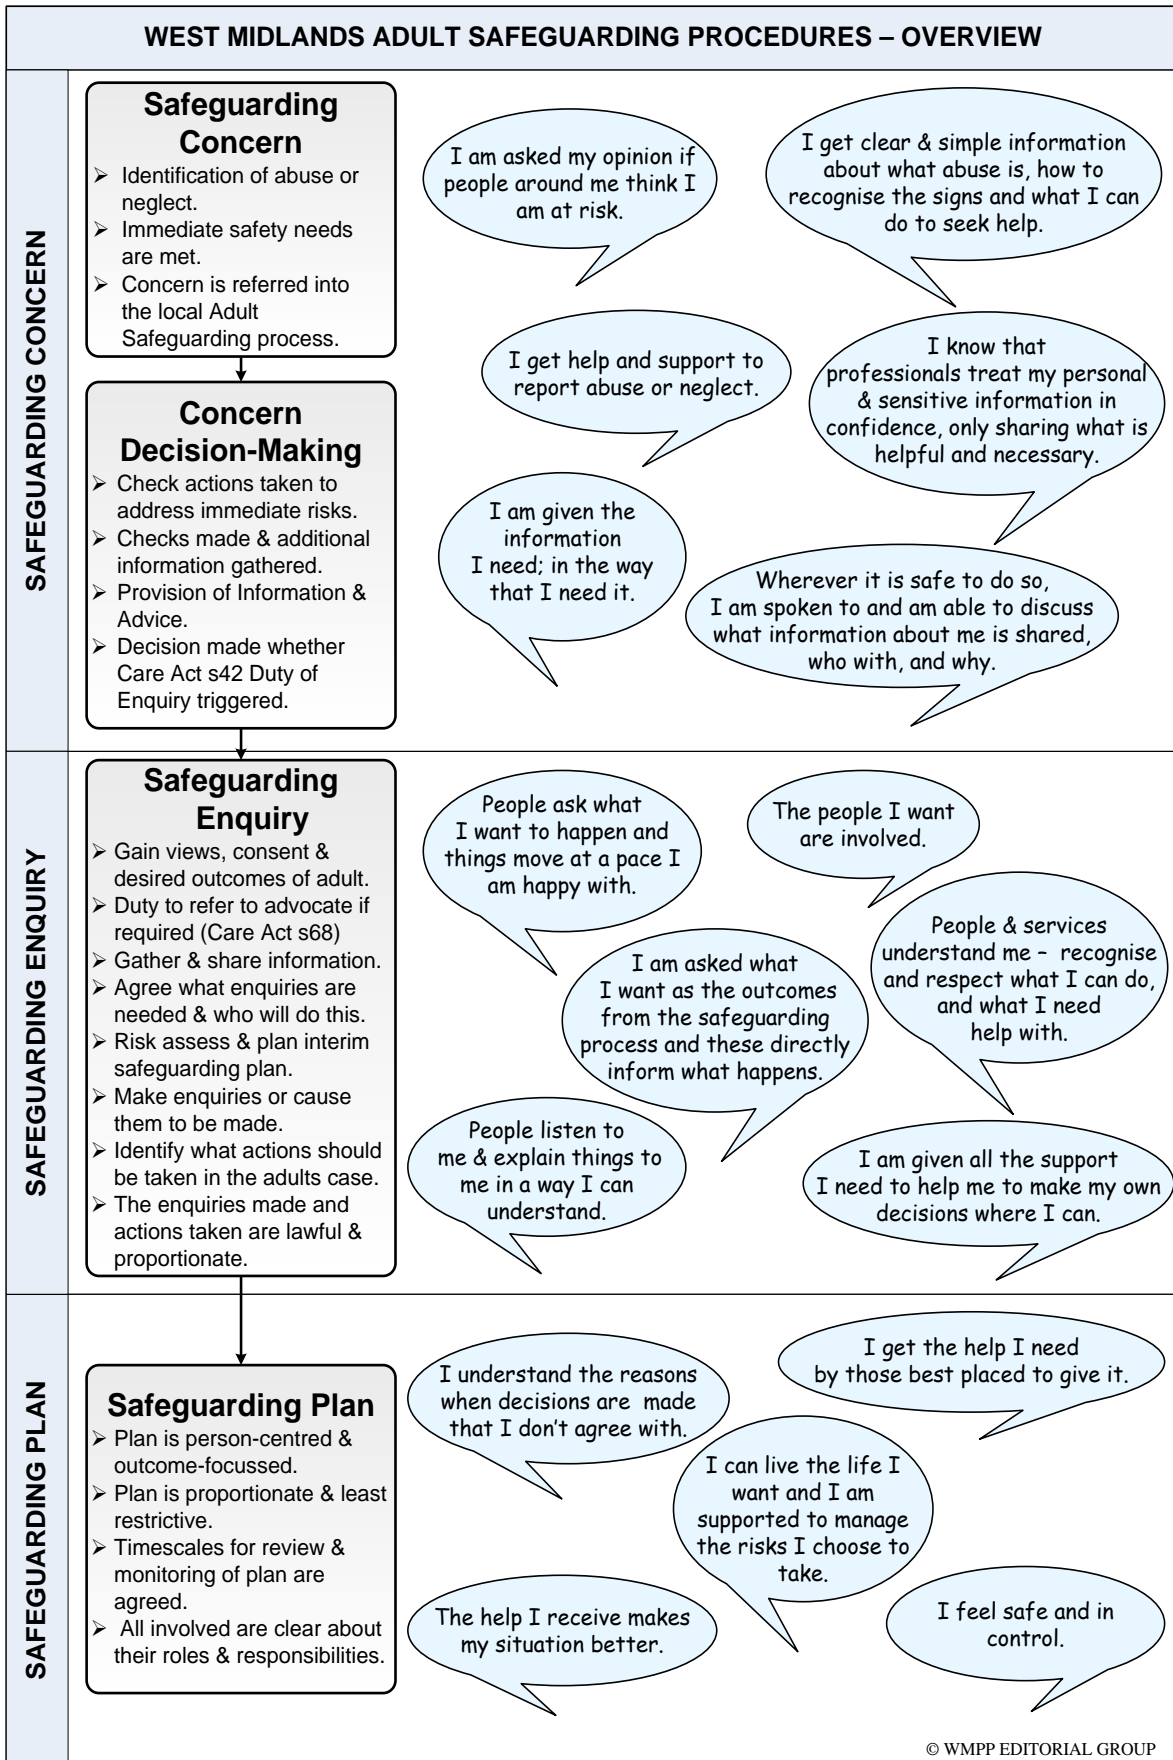 WEST MIDLANDS ADULT SAFEGUARDING PROCEDURES – OVERVIEW
SAFEGUARDING CONCERN
Safeguarding
Concern
➢ Identification of abuse or
neglect.
➢ Immediate safety needs
are met.
➢ Concern is referred into
the local Adult
Safeguarding process.
Concern
Decision-Making
➢ Check actions taken to
address immediate risks.
➢ Checks made & additional
information gathered.
➢ Provision of Information &
Advice.
➢ Decision made whether
Care Act s42 Duty of
Enquiry triggered.
I am asked my opinion if
people around me think I
am at risk.
I get clear & simple information
about what abuse is, how to
recognise the signs and what I can
do to seek help.
I get help and support to
report abuse or neglect.
I know that
professionals treat my personal
& sensitive information in
confidence, only sharing what is
helpful and necessary.
I am given the
information
I need; in the way
that I need it.
Wherever it is safe to do so,
I am spoken to and am able to discuss
what information about me is shared,
who with, and why.
SAFEGUARDING ENQUIRY
Safeguarding
Enquiry
➢ Gain views, consent &
desired outcomes of adult.
➢ Duty to refer to advocate if
required (Care Act s68)
➢ Gather & share information.
➢ Agree what enquiries are
needed & who will do this.
➢ Risk assess & plan interim
safeguarding plan.
➢ Make enquiries or cause
them to be made.
➢ Identify what actions should
be taken in the adults case.
➢ The enquiries made and
actions taken are lawful &
proportionate.
People ask what
I want to happen and
things move at a pace I
am happy with.
The people I want
are involved.
People & services
understand me – recognise
and respect what I can do,
and what I need
help with.
I am asked what
I want as the outcomes
from the safeguarding
process and these directly
inform what happens.
People listen to
me & explain things to
me in a way I can
understand.
I am given all the support
I need to help me to make my own
decisions where I can.
SAFEGUARDING PLAN
Safeguarding Plan
➢ Plan is person-centred &
outcome-focussed.
➢ Plan is proportionate & least
restrictive.
➢ Timescales for review &
monitoring of plan are
agreed.
➢ All involved are clear about
their roles & responsibilities.
I understand the reasons
when decisions are made
that I don’t agree with.
I get the help I need
by those best placed to give it.
I can live the life I
want and I am
supported to manage
the risks I choose to
take.
The help I receive makes
my situation better.
I feel safe and in
control.
© WMPP EDITORIAL GROUP